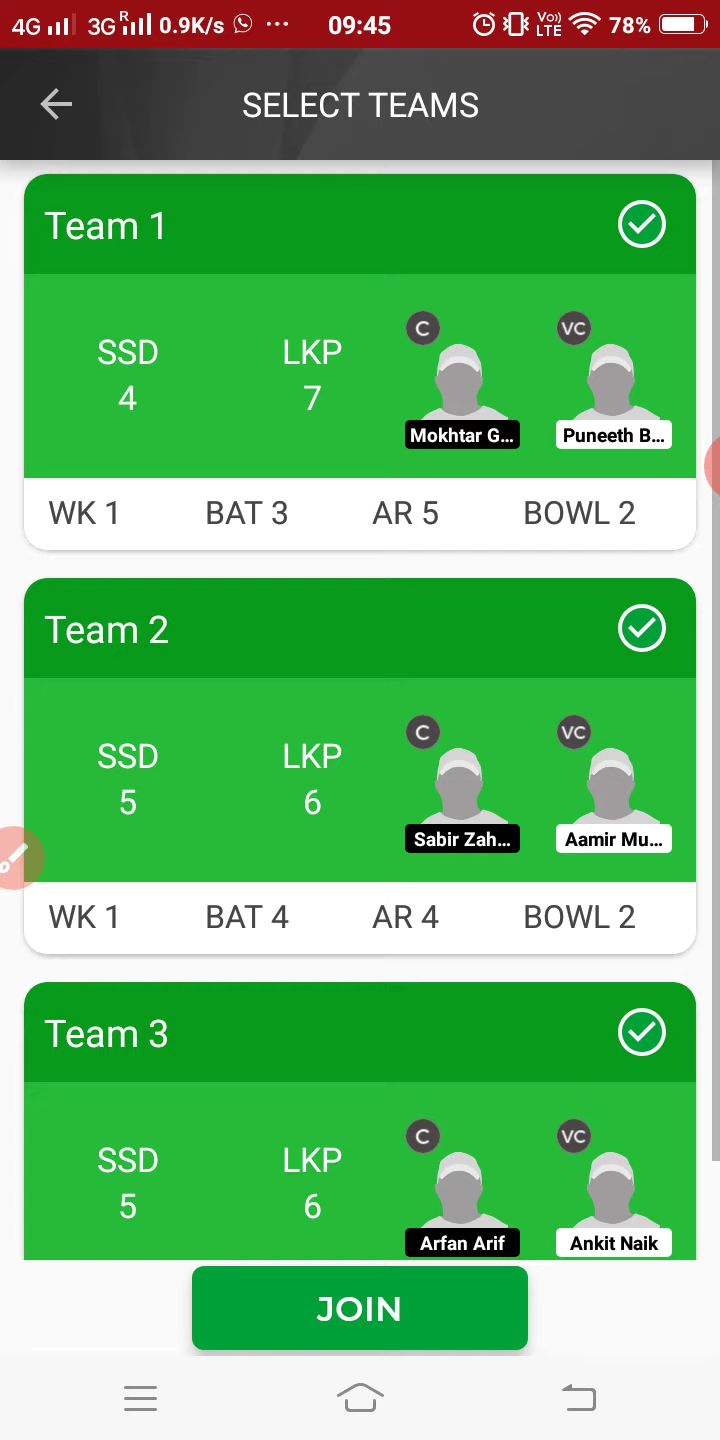 4G 3G R 0.9K/s ... 09:45 Vo)) LTE 78%
SELECT TEAMS
Team 1
SSD LKP C VC
4 7
Mokhtar G... Puneeth B...
WK 1 BAT 3 AR 5 BOWL 2
Team 2
SSD LKP C VC
5 6
Sabir Zah... Aamir Mu...
WK 1 BAT 4 AR 4 BOWL 2
Team 3
SSD LKP C VC
5 6
Arfan Arif Ankit Naik
JOIN